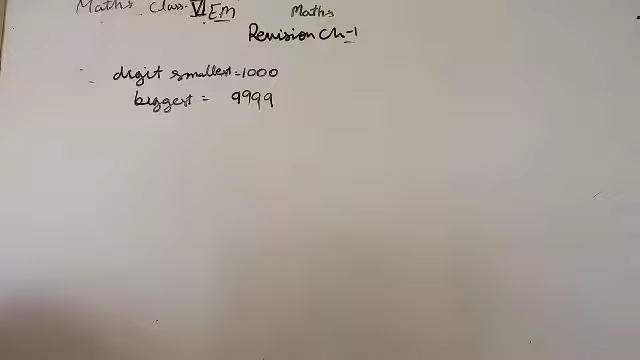 Maths Class-VI EM
Maths
Revision Ch-1
digit smallest=1000
biggest = 9999